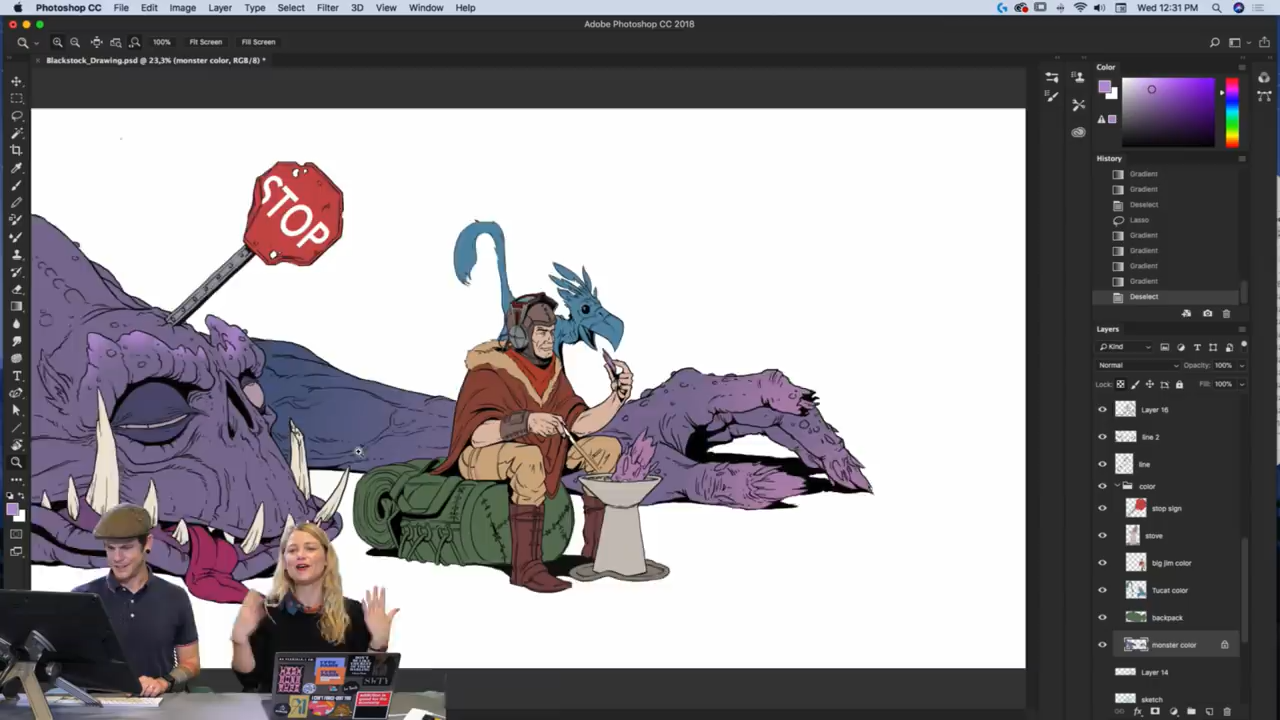 Photoshop CC File Edit Image Layer Type Select Filter 3D View Window Help Wed 12:31 PM
Adobe Photoshop CC 2018
100% Fit Screen Fill Screen
Blackstock_Drawing.psd @ 23,3% (monster color, RGB/8) *
Color
History
Gradient
Gradient
Deselect
Lasso
Gradient
Gradient
Gradient
Gradient
Deselect
Layers
Kind
Normal Opacity: 100%
Lock: Fill: 100%
Layer 16
line 2
line
color
stop sign
stove
big jim color
Tucat color
backpack
monster color
Layer 14
sketch
STOP